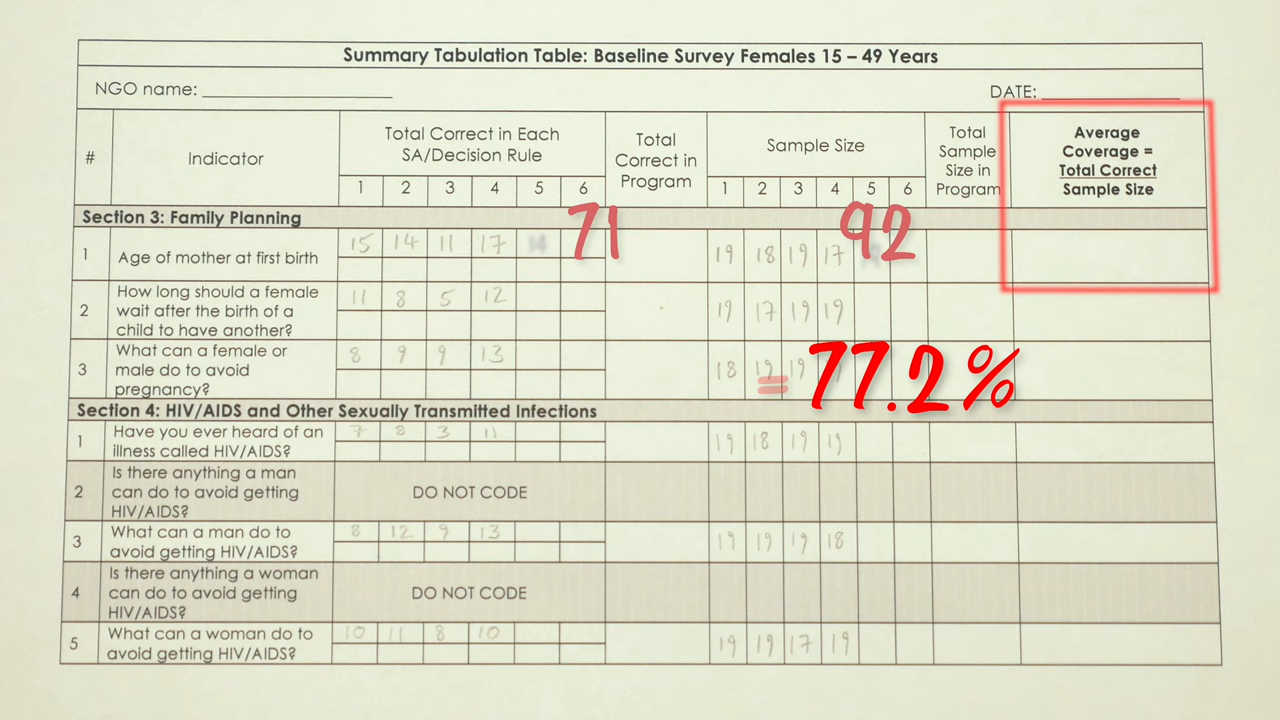 Summary Tabulation Table: Baseline Survey Females 15 – 49 Years
NGO name: ____________ DATE: ____________
# Indicator Total Correct in Each SA/Decision Rule Total Correct in Program Sample Size Total Sample Size in Program Average Coverage = Total Correct Sample Size
1 2 3 4 5 6 1 2 3 4 5 6
Section 3: Family Planning
71 92
1 Age of mother at first birth 15 14 11 17 19 18 19 17
2 How long should a female wait after the birth of a child to have another? 11 8 5 12 19 17 19 19
3 What can a female or male do to avoid pregnancy? 8 9 9 13 18 19 19
= 77.2%
Section 4: HIV/AIDS and Other Sexually Transmitted Infections
1 Have you ever heard of an illness called HIV/AIDS? 7 8 3 11 19 18 19 19
2 Is there anything a man can do to avoid getting HIV/AIDS? DO NOT CODE
3 What can a man do to avoid getting HIV/AIDS? 8 12 9 13 19 19 19 18
4 Is there anything a woman can do to avoid getting HIV/AIDS? DO NOT CODE
5 What can a woman do to avoid getting HIV/AIDS? 10 11 8 10 19 19 17 19